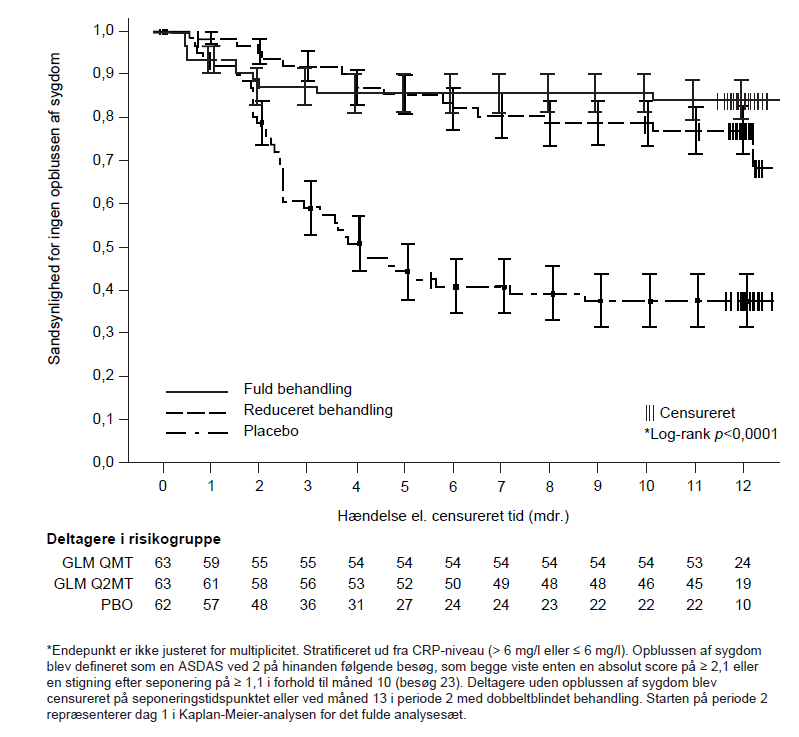 Sandsynlighed for ingen opblussen af sygdom
1,0
0,9
0,8
0,7
0,6
0,5
0,4
0,3
0,2
0,1
0,0
Fuld behandling
Reduceret behandling
Placebo
Censureret
*Log-rank p<0,0001
0 1 2 3 4 5 6 7 8 9 10 11 12
Hændelse el. censureret tid (mdr.)
Deltagere i risikogruppe
GLM QMT 63 59 55 55 54 54 54 54 54 54 54 53 24
GLM Q2MT 63 61 58 56 53 52 50 49 48 48 46 45 19
PBO 62 57 48 36 31 27 24 24 23 22 22 22 10
*Endepunkt er ikke justeret for multiplicitet. Stratificeret ud fra CRP-niveau (> 6 mg/l eller ≤ 6 mg/l). Opblussen af sygdom
blev defineret som en ASDAS ved 2 på hinanden følgende besøg, som begge viste enten en absolut score på ≥ 2,1 eller
en stigning efter seponering på ≥ 1,1 i forhold til måned 10 (besøg 23). Deltagere uden opblussen af sygdom blev
censureret på seponeringstidspunktet eller ved måned 13 i periode 2 med dobbeltblindet behandling. Starten på periode 2
repræsenterer dag 1 i Kaplan-Meier-analysen for det fulde analysesæt.